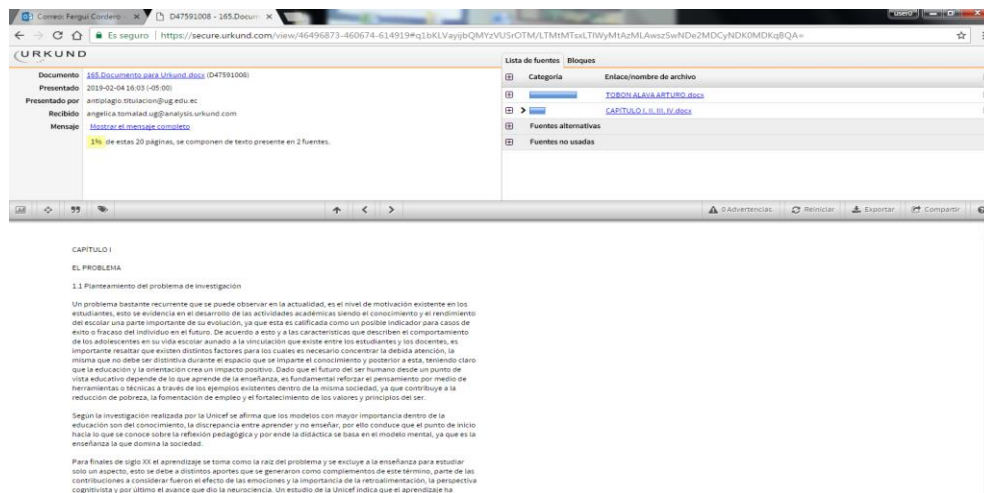 Correo: Fergui Cordero
D47591008 - 165.Docum
user0
Es seguro | https://secure.urkund.com/view/46496873-460674-614919#q1bKLVayijbQMYzVUSrOTM/LTMtMTsxLTlWyMtAzMLAwszSwNDe2MDCyNDK0MDKqBQA=
URKUND
Documento 165.Documento para Urkund.docx (D47591008)
Presentado 2019-02-04 16:03 (-05:00)
Presentado por antiplagio.titulacion@ug.edu.ec
Recibido angelica.tomalad.ug@analysis.urkund.com
Mensaje Mostrar el mensaje completo
1% de estas 20 páginas, se componen de texto presente en 2 fuentes.
Lista de fuentes Bloques
Categoría Enlace/nombre de archivo
TOBON ALAVA ARTURO.docx
CAPÍTULO I, II, III, IV.docx
Fuentes alternativas
Fuentes no usadas
0 Advertencias. Reiniciar Exportar Compartir
CAPÍTULO I
EL PROBLEMA
1.1 Planteamiento del problema de investigación
Un problema bastante recurrente que se puede observar en la actualidad, es el nivel de motivación existente en los
estudiantes, esto se evidencia en el desarrollo de las actividades académicas siendo el conocimiento y el rendimiento
del escolar una parte importante de su evolución, ya que esta es calificada como un posible indicador para casos de
éxito o fracaso del individuo en el futuro. De acuerdo a esto y a las características que describen el comportamiento
de los adolescentes en su vida escolar aunado a la vinculación que existe entre los estudiantes y los docentes, es
importante resaltar que existen distintos factores para los cuales es necesario concentrar la debida atención, la
misma que no debe ser distintiva durante el espacio que se imparte el conocimiento y posterior a esta, teniendo claro
que la educación y la orientación crea un impacto positivo. Dado que el futuro del ser humano desde un punto de
vista educativo depende de lo que aprende de la enseñanza, es fundamental reforzar el pensamiento por medio de
herramientas o técnicas a través de los ejemplos existentes dentro de la misma sociedad, ya que contribuye a la
reducción de pobreza, la fomentación de empleo y el fortalecimiento de los valores y principios del ser.
Según la investigación realizada por la Unicef se afirma que los modelos con mayor importancia dentro de la
educación son del conocimiento, la discrepancia entre aprender y no enseñar, por ello conduce que el punto de inicio
hacia lo que se conoce sobre la reflexión pedagógica y por ende la didáctica se basa en el modelo mental, ya que es la
enseñanza la que domina la sociedad.
Para finales de siglo XX el aprendizaje se toma como la raíz del problema y se excluye a la enseñanza para estudiar
solo un aspecto, esto se debe a distintos aportes que se generaron como complementos de este término, parte de las
contribuciones a considerar fueron el efecto de las emociones y la importancia de la retroalimentación, la perspectiva
cognitivista y por último el avance que dio la neurociencia. Un estudio de la Unicef indica que el aprendizaje ha